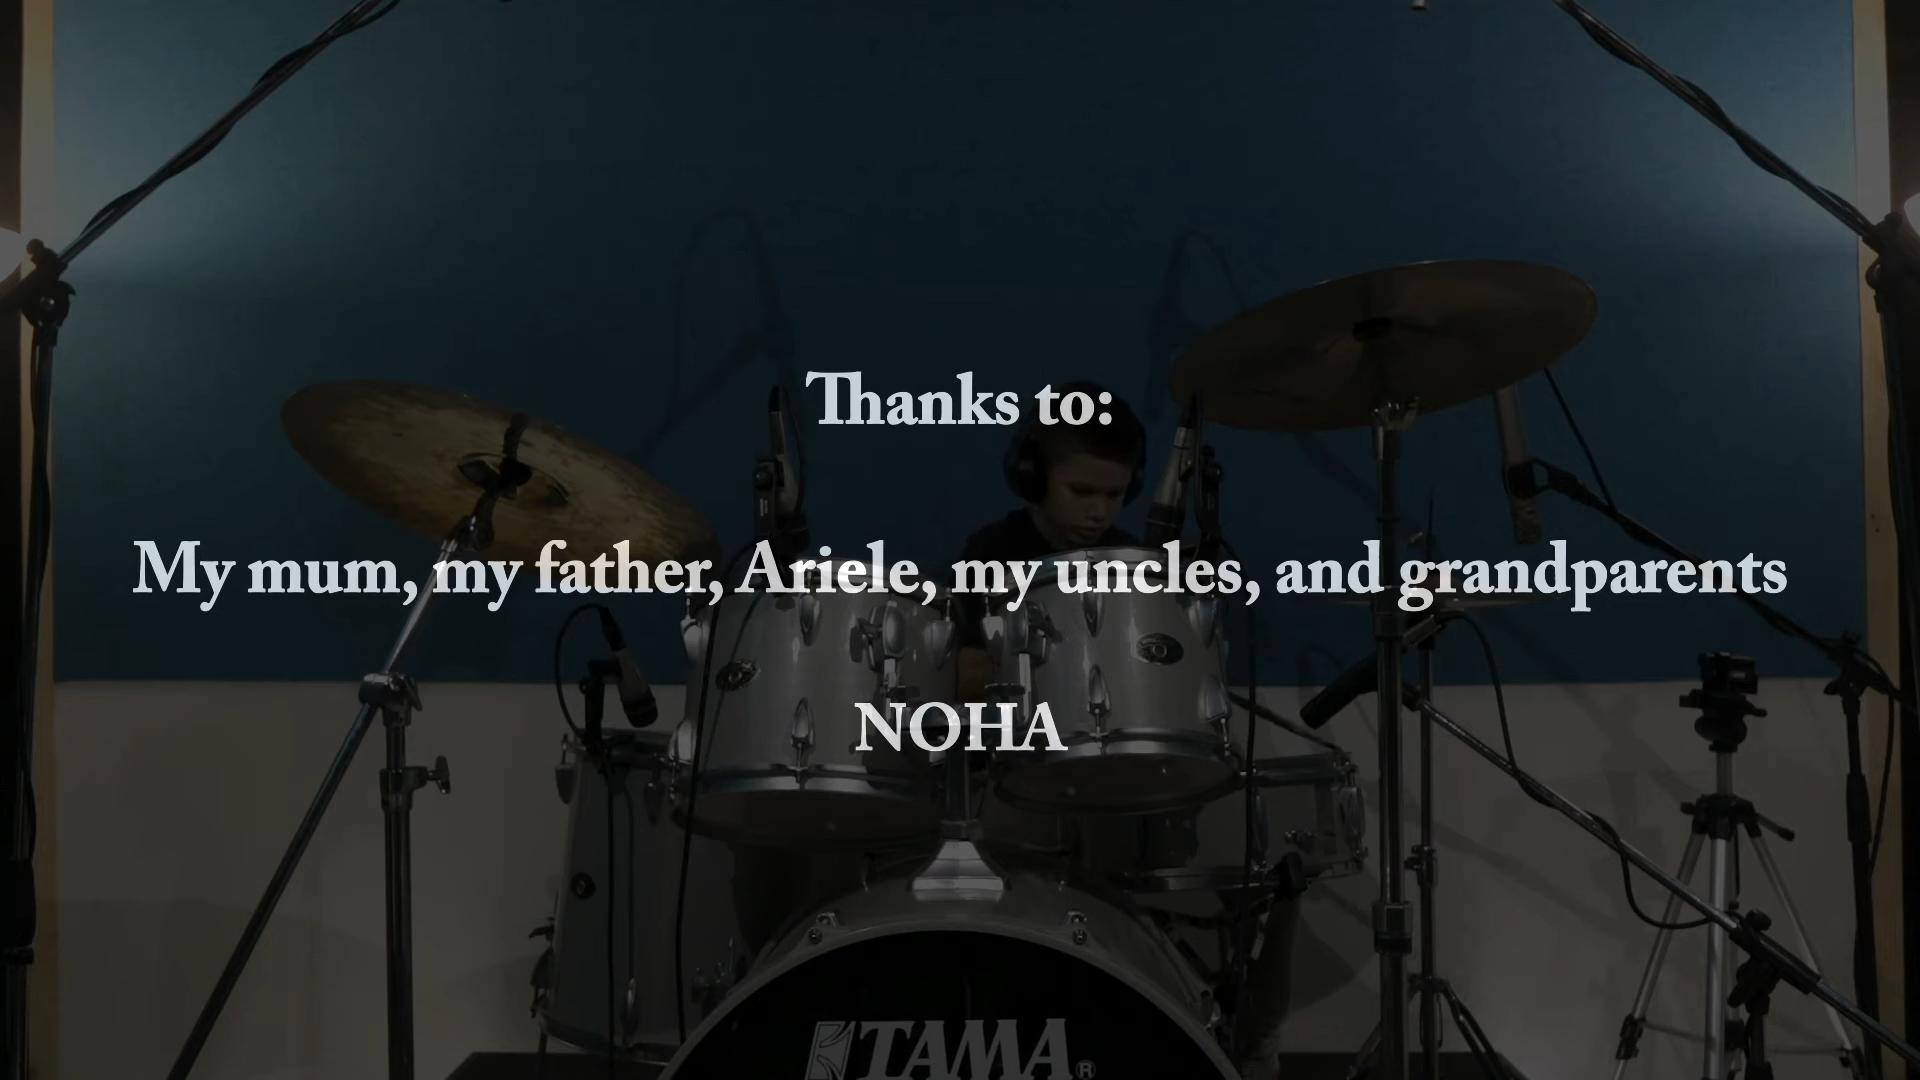 Thanks to:
My mum, my father, Ariele, my uncles, and grandparents
NOHA
TAMA®